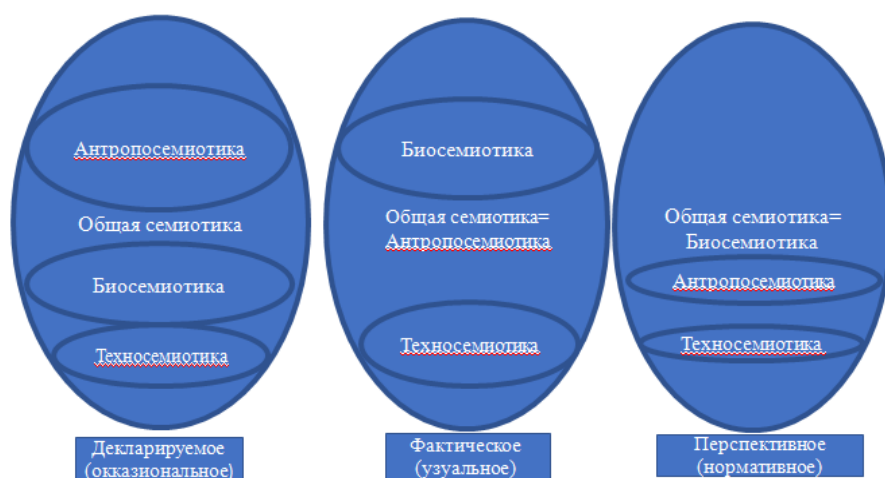 Антропосемиотика
Общая семиотика
Биосемиотика
Техносемиотика
Декларируемое
(окказиональное)
Биосемиотика
Общая семиотика=
Антропосемиотика
Техносемиотика
Фактическое
(узуальное)
Общая семиотика=
Биосемиотика
Антропосемиотика
Техносемиотика
Перспективное
(нормативное)